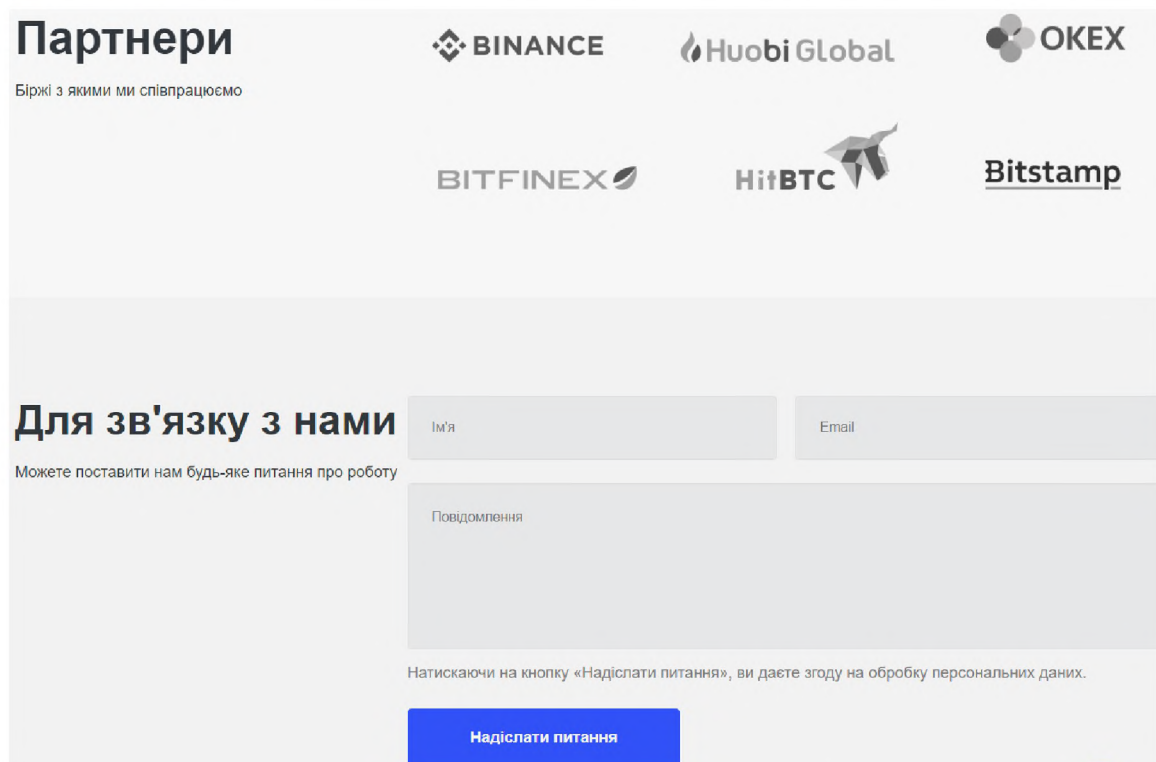 Партнери
Біржі з якими ми співпрацюємо
BINANCE
Huobi Global
OKEX
BITFINEX
HitBTC
Bitstamp
Для зв'язку з нами
Можете поставити нам будь-яке питання про роботу
Ім'я
Email
Повідомлення
Натискаючи на кнопку «Надіслати питання», ви даєте згоду на обробку персональних даних.
Надіслати питання